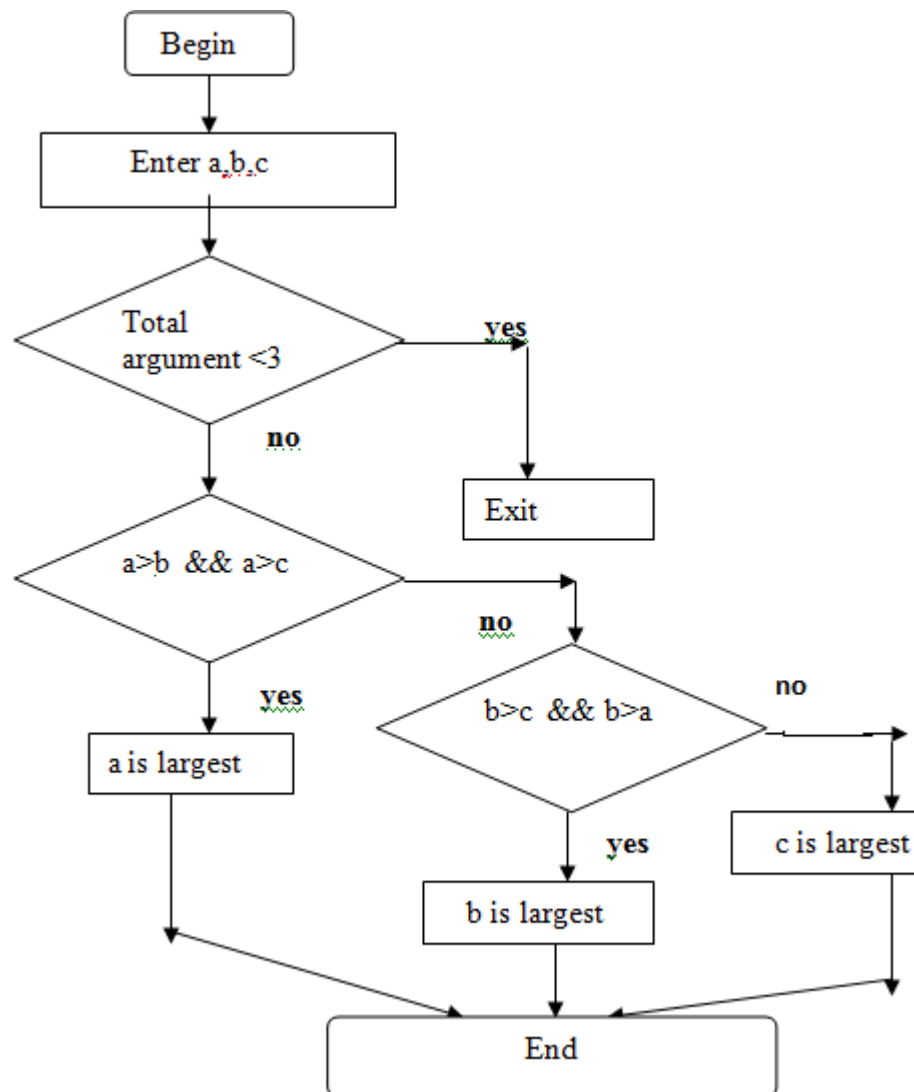 Begin
Enter a,b,c
Total
argument <3
yes
no
Exit
a>b && a>c
no
yes
b>c && b>a
no
a is largest
yes
c is largest
b is largest
End